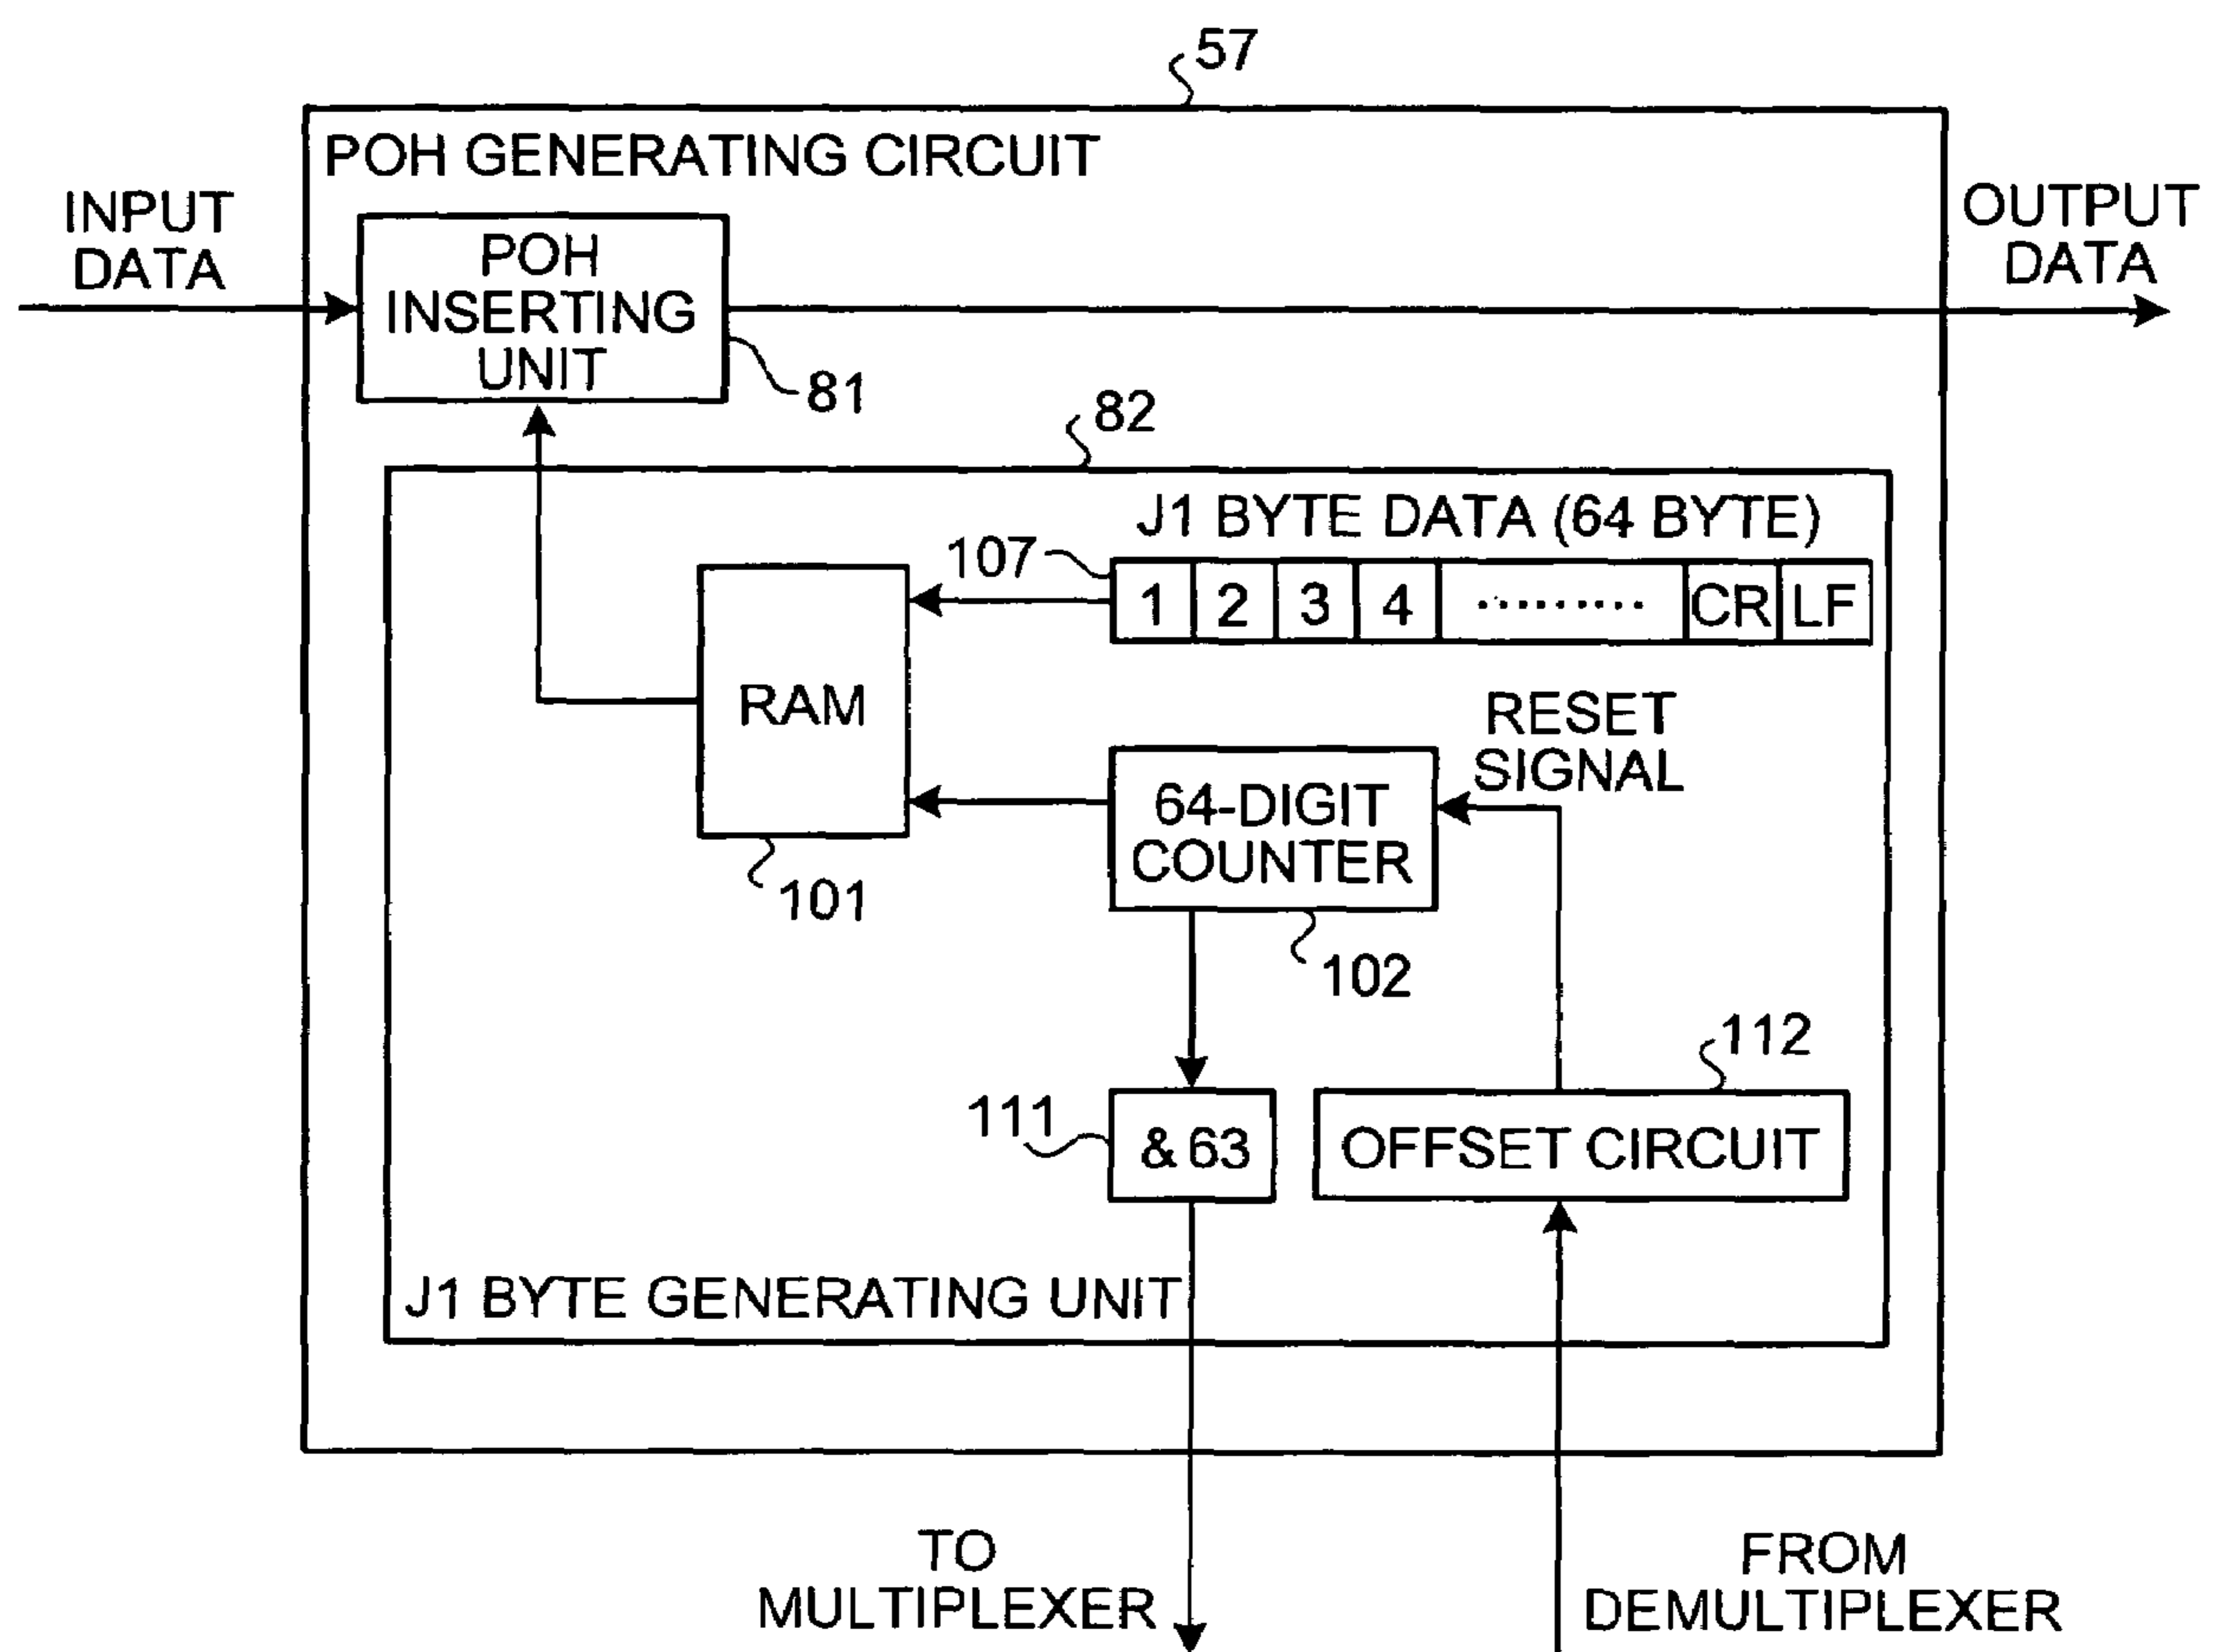 57
POH GENERATING CIRCUIT
INPUT
DATA
OUTPUT
DATA
POH
INSERTING
UNIT
81
82
J1 BYTE DATA (64 BYTE)
107
1 2 3 4 ......... CR LF
RAM
RESET
SIGNAL
64-DIGIT
COUNTER
101
102
112
111
& 63
OFFSET CIRCUIT
J1 BYTE GENERATING UNIT
TO
MULTIPLEXER
FROM
DEMULTIPLEXER